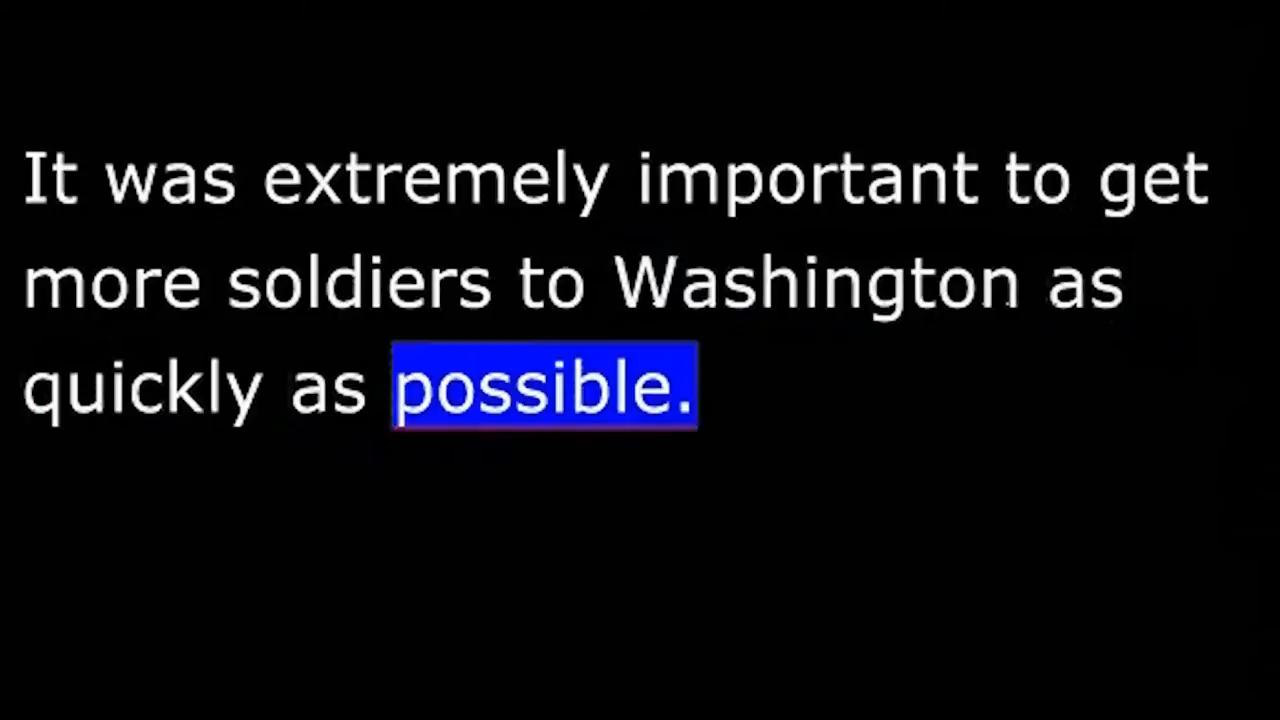 It was extremely important to get
more soldiers to Washington as
quickly as possible.